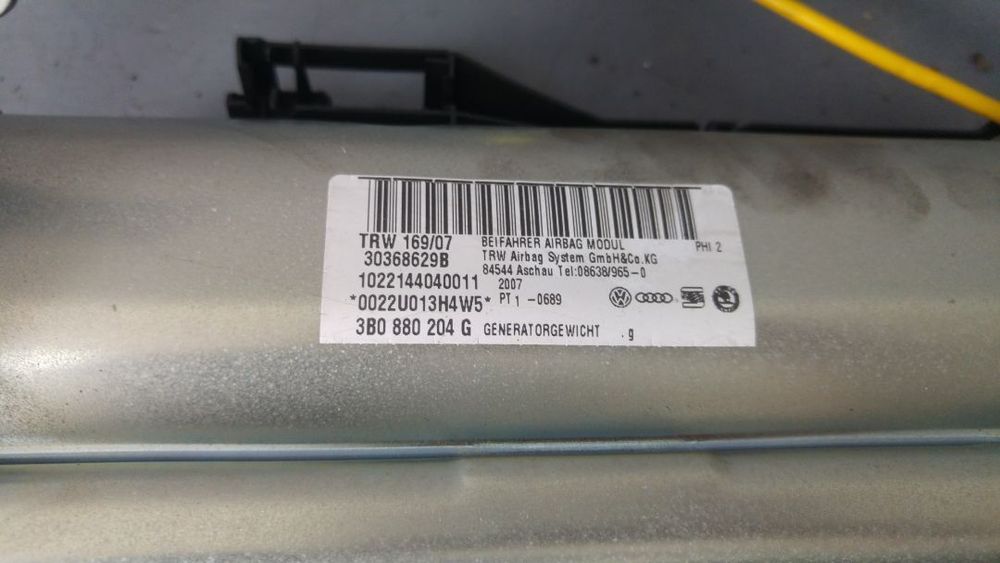 TRW 169/07
30368629B
1022144040011
*0022U013H4W5*
3B0 880 204 G
BEIFAHRER AIRBAG MODUL PHI 2
TRW Airbag System GmbH&Co.KG
84544 Aschau Tel:08638/965-0
2007
PT1 -0689
GENERATORGEWICHT .g